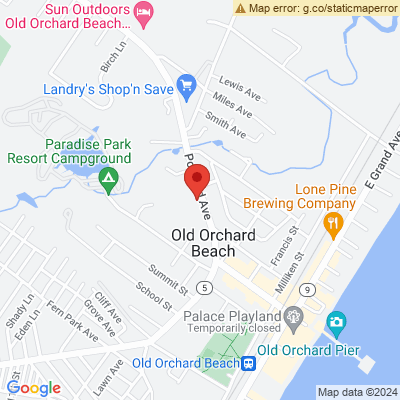 Map error: g.co/staticmaperror
Sun Outdoors
Old Orchard Beach...
Birch Ln
Landry's Shop'n Save
Lewis Ave
Miles Ave
Smith Ave
Paradise Park
Resort Campground
E Grand Ave
Lone Pine
Brewing Company
Old Orchard
Beach
Francis St
Milliken St
Summit St
School St
5
9
Cliff Ave
Grove Ave
Fern Park Ave
Shady Ln
Eden Ln
Palace Playland
Temporarily closed
Old Orchard Pier
Old Orchard Beach
Lawn Ave
St
Google
Map data ©2024